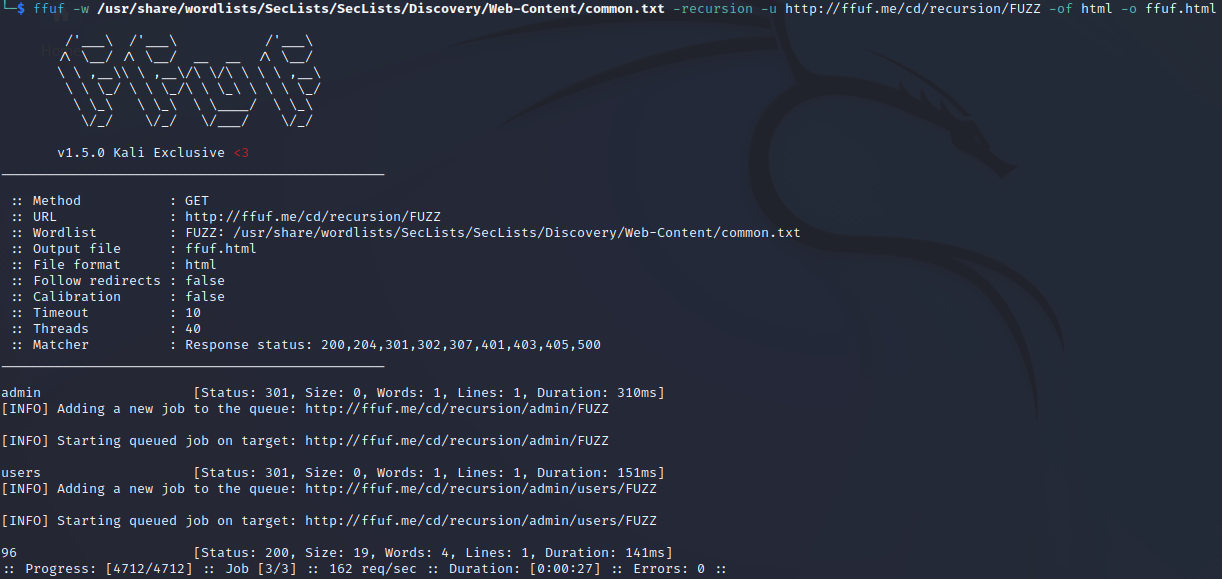 └─$ ffuf -w /usr/share/wordlists/SecLists/SecLists/Discovery/Web-Content/common.txt -recursion -u http://ffuf.me/cd/recursion/FUZZ -of html -o ffuf.html
        /'___\  /'___\           /'___\
       /\ \__/ /\ \__/  __  __  /\ \__/
       \ \ ,__\\ \ ,__\/\ \/\ \ \ \ ,__\
        \ \ \_/ \ \ \_/\ \ \_\ \ \ \ \_/
         \ \_\   \ \_\  \ \____/  \ \_\
          \/_/    \/_/   \/___/    \/_/
       v1.5.0 Kali Exclusive <3
________________________________________________
 :: Method           : GET
 :: URL              : http://ffuf.me/cd/recursion/FUZZ
 :: Wordlist         : FUZZ: /usr/share/wordlists/SecLists/SecLists/Discovery/Web-Content/common.txt
 :: Output file      : ffuf.html
 :: File format      : html
 :: Follow redirects : false
 :: Calibration      : false
 :: Timeout          : 10
 :: Threads          : 40
 :: Matcher          : Response status: 200,204,301,302,307,401,403,405,500
________________________________________________
admin                   [Status: 301, Size: 0, Words: 1, Lines: 1, Duration: 310ms]
[INFO] Adding a new job to the queue: http://ffuf.me/cd/recursion/admin/FUZZ
[INFO] Starting queued job on target: http://ffuf.me/cd/recursion/admin/FUZZ
users                   [Status: 301, Size: 0, Words: 1, Lines: 1, Duration: 151ms]
[INFO] Adding a new job to the queue: http://ffuf.me/cd/recursion/admin/users/FUZZ
[INFO] Starting queued job on target: http://ffuf.me/cd/recursion/admin/users/FUZZ
96                      [Status: 200, Size: 19, Words: 4, Lines: 1, Duration: 141ms]
:: Progress: [4712/4712] :: Job [3/3] :: 162 req/sec :: Duration: [0:00:27] :: Errors: 0 ::